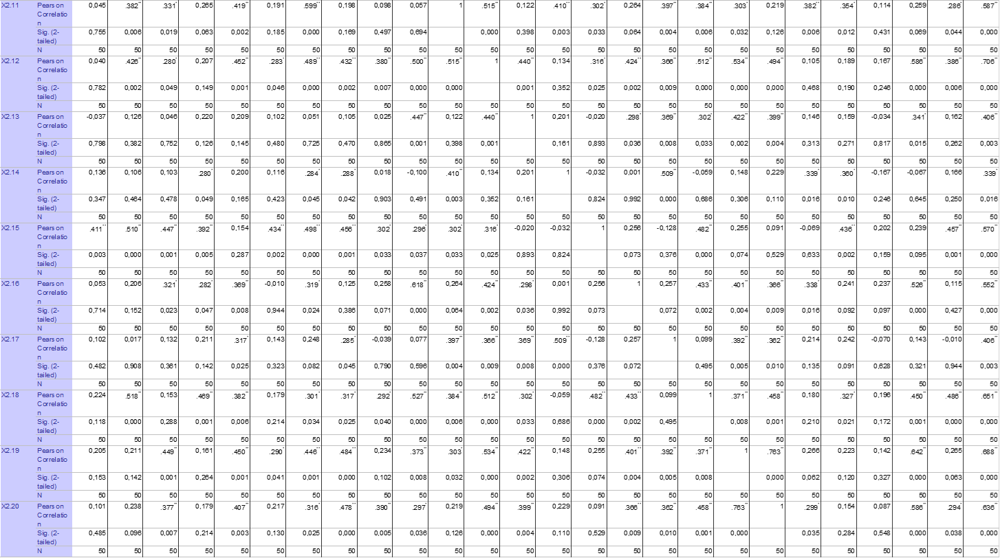 X2.11 Pearson Correlation 0,045 .382** .331* 0,265 .419** 0,191 .599** 0,198 0,098 0,057 1 .515** 0,122 .410** .302* 0,264 .397** .384** .303* 0,219 .382** .354* 0,114 0,259 .286* .587**
Sig. (2-tailed) 0,755 0,006 0,019 0,063 0,002 0,185 0,000 0,169 0,497 0,694 0,000 0,398 0,003 0,033 0,064 0,004 0,006 0,032 0,126 0,006 0,012 0,431 0,069 0,044 0,000
N 50 50 50 50 50 50 50 50 50 50 50 50 50 50 50 50 50 50 50 50 50 50 50 50 50 50
X2.12 Pearson Correlation 0,040 .426** .280* 0,207 .452** .283* .489** .432** .380** .500** .515** 1 .440** 0,134 .316* .424** .366** .512** .534** .494** 0,105 0,189 0,167 .586** .386** .706**
Sig. (2-tailed) 0,782 0,002 0,049 0,149 0,001 0,046 0,000 0,002 0,007 0,000 0,000 0,001 0,352 0,025 0,002 0,009 0,000 0,000 0,000 0,468 0,190 0,246 0,000 0,006 0,000
N 50 50 50 50 50 50 50 50 50 50 50 50 50 50 50 50 50 50 50 50 50 50 50 50 50 50
X2.13 Pearson Correlation -0,037 0,126 0,046 0,220 0,209 0,102 0,051 0,105 0,025 .447** 0,122 .440** 1 0,201 -0,020 .298* .369** .302* .422** .399** 0,146 0,159 -0,034 .341* 0,162 .406**
Sig. (2-tailed) 0,798 0,382 0,752 0,126 0,145 0,480 0,725 0,470 0,865 0,001 0,398 0,001 0,161 0,893 0,036 0,008 0,033 0,002 0,004 0,313 0,271 0,817 0,015 0,262 0,003
N 50 50 50 50 50 50 50 50 50 50 50 50 50 50 50 50 50 50 50 50 50 50 50 50 50 50
X2.14 Pearson Correlation 0,136 0,106 0,103 .280* 0,200 0,116 .284* .288* 0,018 -0,100 .410** 0,134 0,201 1 -0,032 0,001 .509** -0,059 0,148 0,229 .339* .360* -0,167 -0,067 0,166 .339*
Sig. (2-tailed) 0,347 0,464 0,478 0,049 0,165 0,423 0,045 0,042 0,903 0,491 0,003 0,352 0,161 0,824 0,992 0,000 0,686 0,306 0,110 0,016 0,010 0,246 0,645 0,250 0,016
N 50 50 50 50 50 50 50 50 50 50 50 50 50 50 50 50 50 50 50 50 50 50 50 50 50 50
X2.15 Pearson Correlation .411** .510** .447** .392** 0,154 .434** .498** .456** .302* .296* .302* .316* -0,020 -0,032 1 0,256 -0,128 .482** 0,255 0,091 -0,069 .436** 0,202 0,239 .457** .570**
Sig. (2-tailed) 0,003 0,000 0,001 0,005 0,287 0,002 0,000 0,001 0,033 0,037 0,033 0,025 0,893 0,824 0,073 0,376 0,000 0,074 0,529 0,633 0,002 0,159 0,095 0,001 0,000
N 50 50 50 50 50 50 50 50 50 50 50 50 50 50 50 50 50 50 50 50 50 50 50 50 50 50
X2.16 Pearson Correlation 0,053 0,206 .321* .282* .369** -0,010 .319* 0,125 0,258 .618** 0,264 .424** .298* 0,001 0,256 1 0,257 .433** .401** .366** .338* 0,241 0,237 .526** 0,115 .552**
Sig. (2-tailed) 0,714 0,152 0,023 0,047 0,008 0,944 0,024 0,386 0,071 0,000 0,064 0,002 0,036 0,992 0,073 0,072 0,002 0,004 0,009 0,016 0,092 0,097 0,000 0,427 0,000
N 50 50 50 50 50 50 50 50 50 50 50 50 50 50 50 50 50 50 50 50 50 50 50 50 50 50
X2.17 Pearson Correlation 0,102 0,017 0,132 0,211 .317* 0,143 0,248 .285* -0,039 0,077 .397** .366** .369** .509** -0,128 0,257 1 0,099 .392** .362** 0,214 0,242 -0,070 0,143 -0,010 .406**
Sig. (2-tailed) 0,482 0,908 0,361 0,142 0,025 0,323 0,082 0,045 0,790 0,596 0,004 0,009 0,008 0,000 0,376 0,072 0,495 0,005 0,010 0,135 0,091 0,628 0,321 0,944 0,003
N 50 50 50 50 50 50 50 50 50 50 50 50 50 50 50 50 50 50 50 50 50 50 50 50 50 50
X2.18 Pearson Correlation 0,224 .518** 0,153 .469** .382** 0,179 .301* .317* .292* .527** .384** .512** .302* -0,059 .482** .433** 0,099 1 .371** .458** 0,180 .327* 0,196 .450** .486** .651**
Sig. (2-tailed) 0,118 0,000 0,288 0,001 0,006 0,214 0,034 0,025 0,040 0,000 0,006 0,000 0,033 0,686 0,000 0,002 0,495 0,008 0,001 0,210 0,021 0,172 0,001 0,000 0,000
N 50 50 50 50 50 50 50 50 50 50 50 50 50 50 50 50 50 50 50 50 50 50 50 50 50 50
X2.19 Pearson Correlation 0,205 0,211 .449** 0,161 .450** .290* .446** .484** 0,234 .373** .303* .534** .422** 0,148 0,255 .401** .392** .371** 1 .763** 0,266 0,223 0,142 .642** 0,265 .688**
Sig. (2-tailed) 0,153 0,142 0,001 0,264 0,001 0,041 0,001 0,000 0,102 0,008 0,032 0,000 0,002 0,306 0,074 0,004 0,005 0,008 0,000 0,062 0,120 0,327 0,000 0,063 0,000
N 50 50 50 50 50 50 50 50 50 50 50 50 50 50 50 50 50 50 50 50 50 50 50 50 50 50
X2.20 Pearson Correlation 0,101 0,238 .377** 0,179 .407** 0,217 .316* .478** .390** .297* 0,219 .494** .399** 0,229 0,091 .366** .362** .458** .763** 1 .299* 0,154 0,087 .586** .294* .636**
Sig. (2-tailed) 0,485 0,096 0,007 0,214 0,003 0,130 0,025 0,000 0,005 0,036 0,126 0,000 0,004 0,110 0,529 0,009 0,010 0,001 0,000 0,035 0,284 0,548 0,000 0,038 0,000
N 50 50 50 50 50 50 50 50 50 50 50 50 50 50 50 50 50 50 50 50 50 50 50 50 50 50